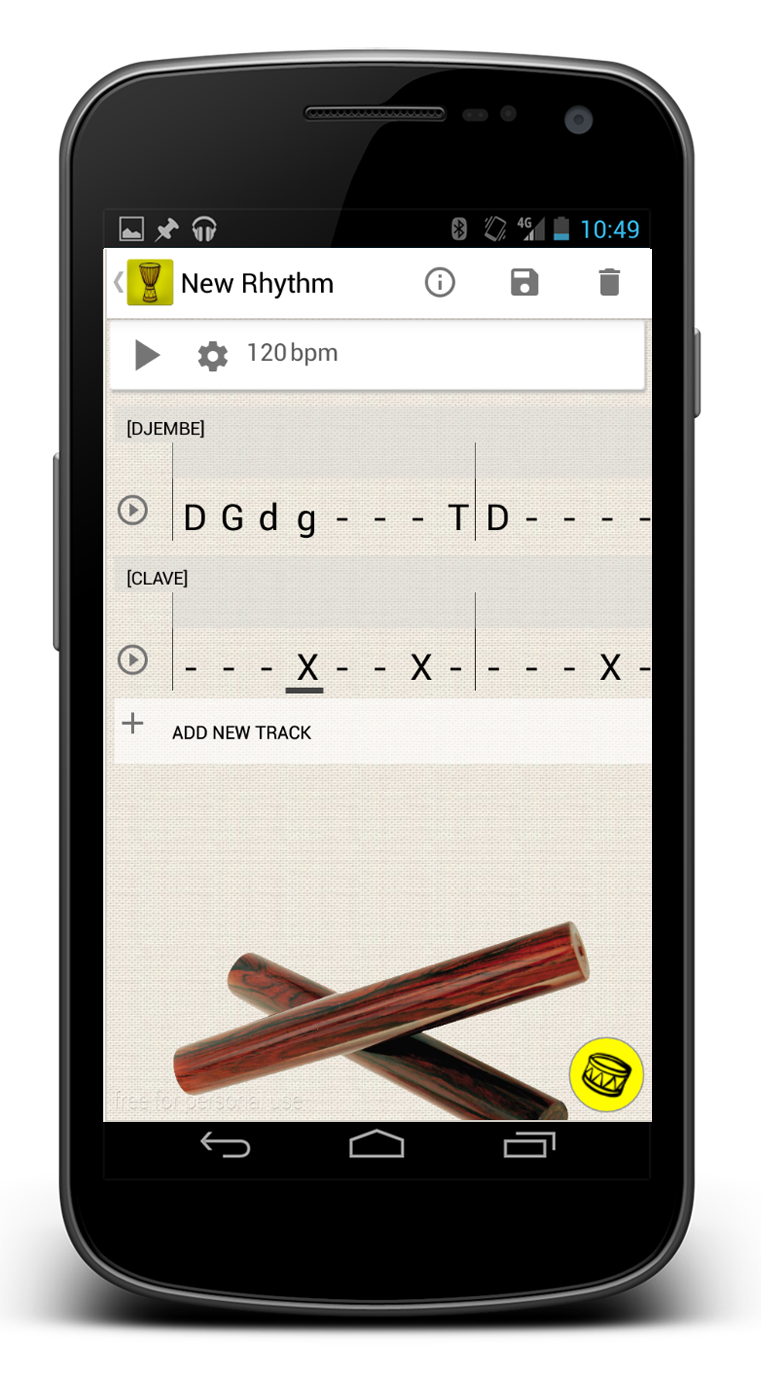 4G 10:49
New Rhythm
120 bpm
[DJEMBE]
D G d g - - - T D - - - -
[CLAVE]
- - - X - - X - - - - X -
ADD NEW TRACK
free for personal use